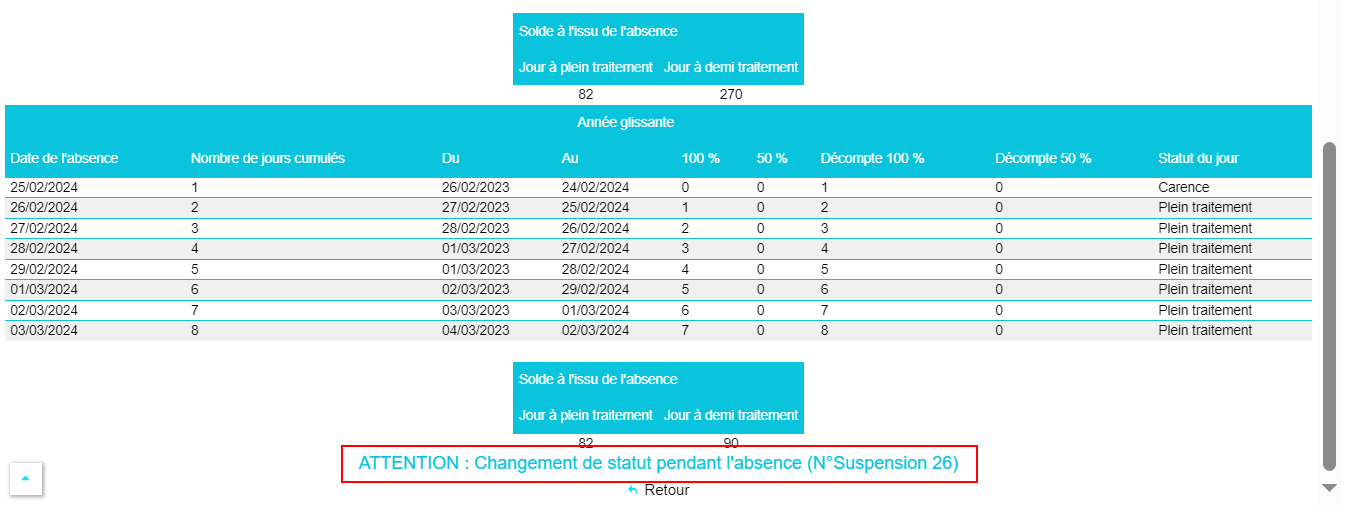 Solde à l'issu de l'absence
Jour à plein traitement Jour à demi traitement
82 270
Année glissante
Date de l'absence Nombre de jours cumulés Du Au 100 % 50 % Décompte 100 % Décompte 50 % Statut du jour
25/02/2024 1 26/02/2023 24/02/2024 0 0 1 0 Carence
26/02/2024 2 27/02/2023 25/02/2024 1 0 2 0 Plein traitement
27/02/2024 3 28/02/2023 26/02/2024 2 0 3 0 Plein traitement
28/02/2024 4 01/03/2023 27/02/2024 3 0 4 0 Plein traitement
29/02/2024 5 01/03/2023 28/02/2024 4 0 5 0 Plein traitement
01/03/2024 6 02/03/2023 29/02/2024 5 0 6 0 Plein traitement
02/03/2024 7 03/03/2023 01/03/2024 6 0 7 0 Plein traitement
03/03/2024 8 04/03/2023 02/03/2024 7 0 8 0 Plein traitement
Solde à l'issu de l'absence
Jour à plein traitement Jour à demi traitement
82 90
ATTENTION : Changement de statut pendant l'absence (N°Suspension 26)
Retour